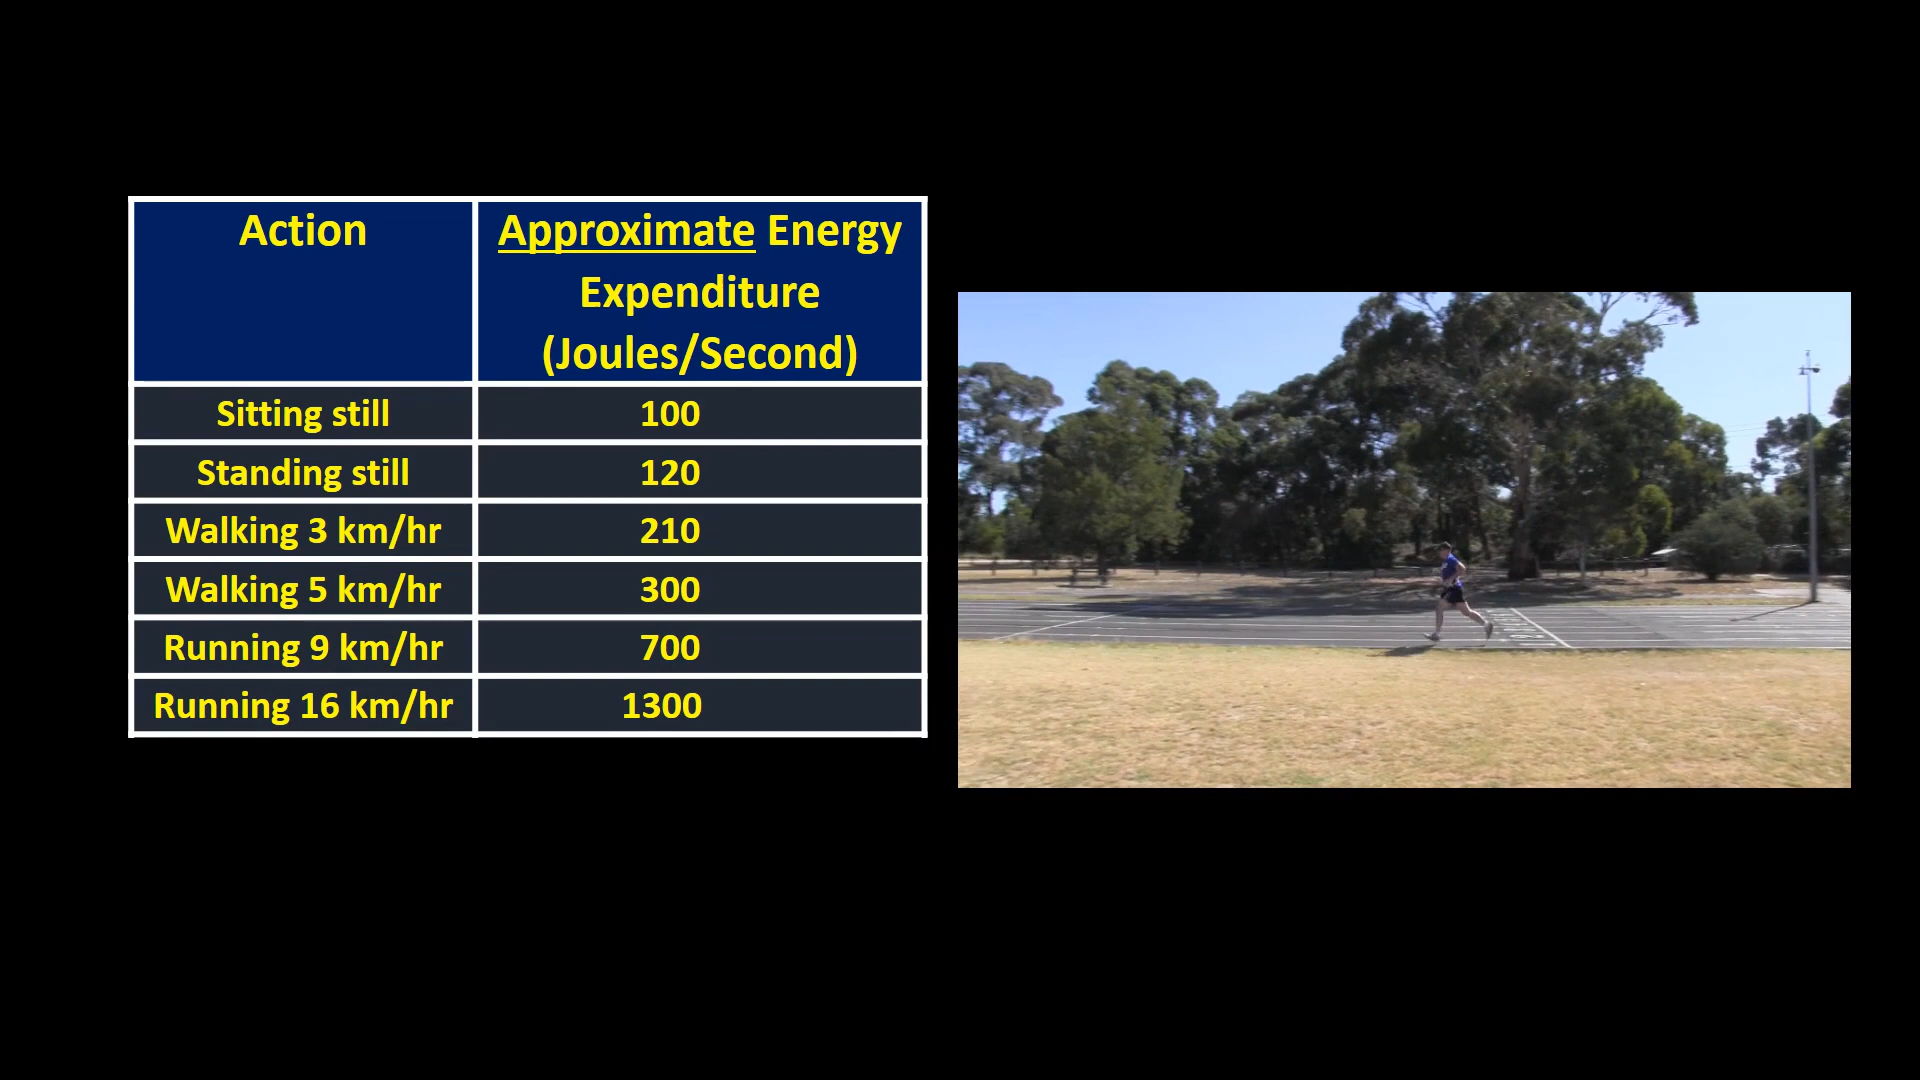 Action
Approximate Energy
Expenditure
(Joules/Second)
Sitting still 100
Standing still 120
Walking 3 km/hr 210
Walking 5 km/hr 300
Running 9 km/hr 700
Running 16 km/hr 1300